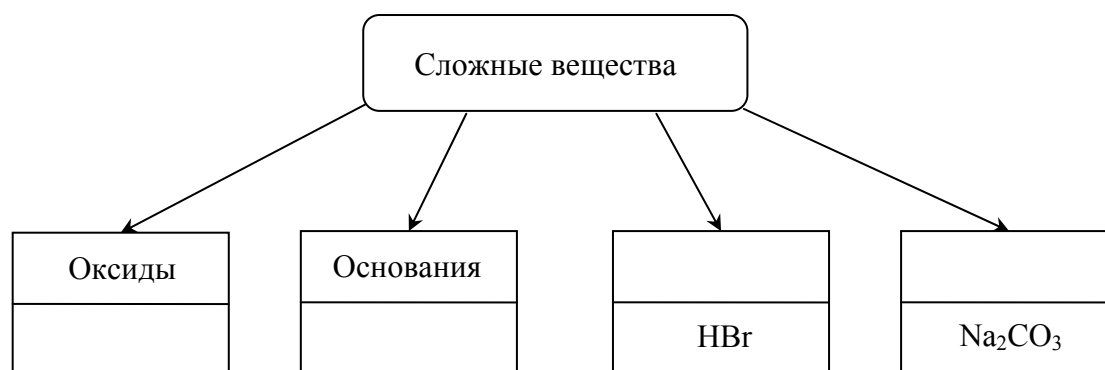 Сложные вещества
Оксиды
Основания
HBr
Na₂CO₃